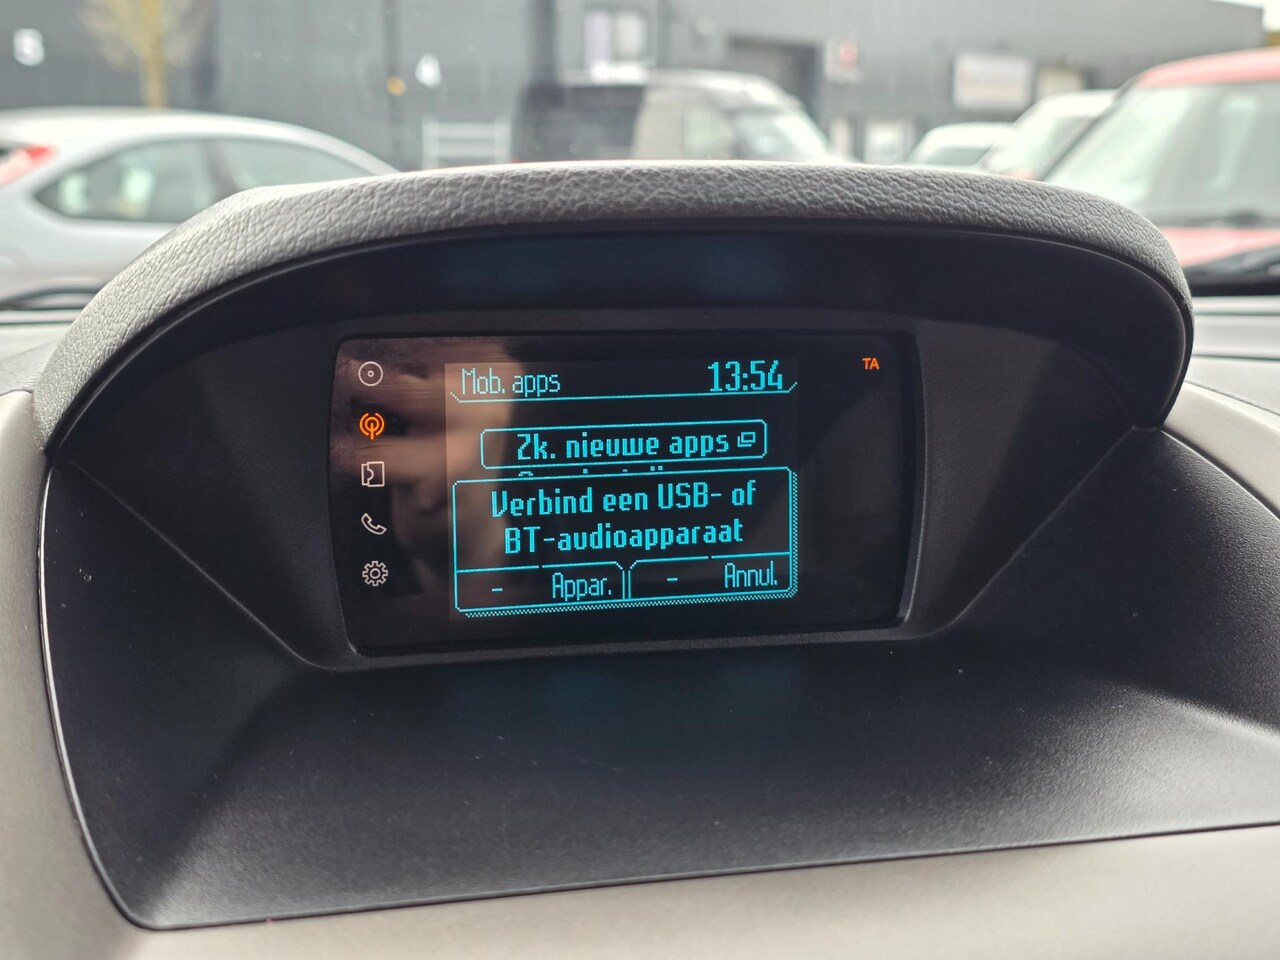 Mob. apps 13:54 TA
Zk. nieuwe apps
Verbind een USB- of
BT-audioapparaat
- Appar. - Annul.